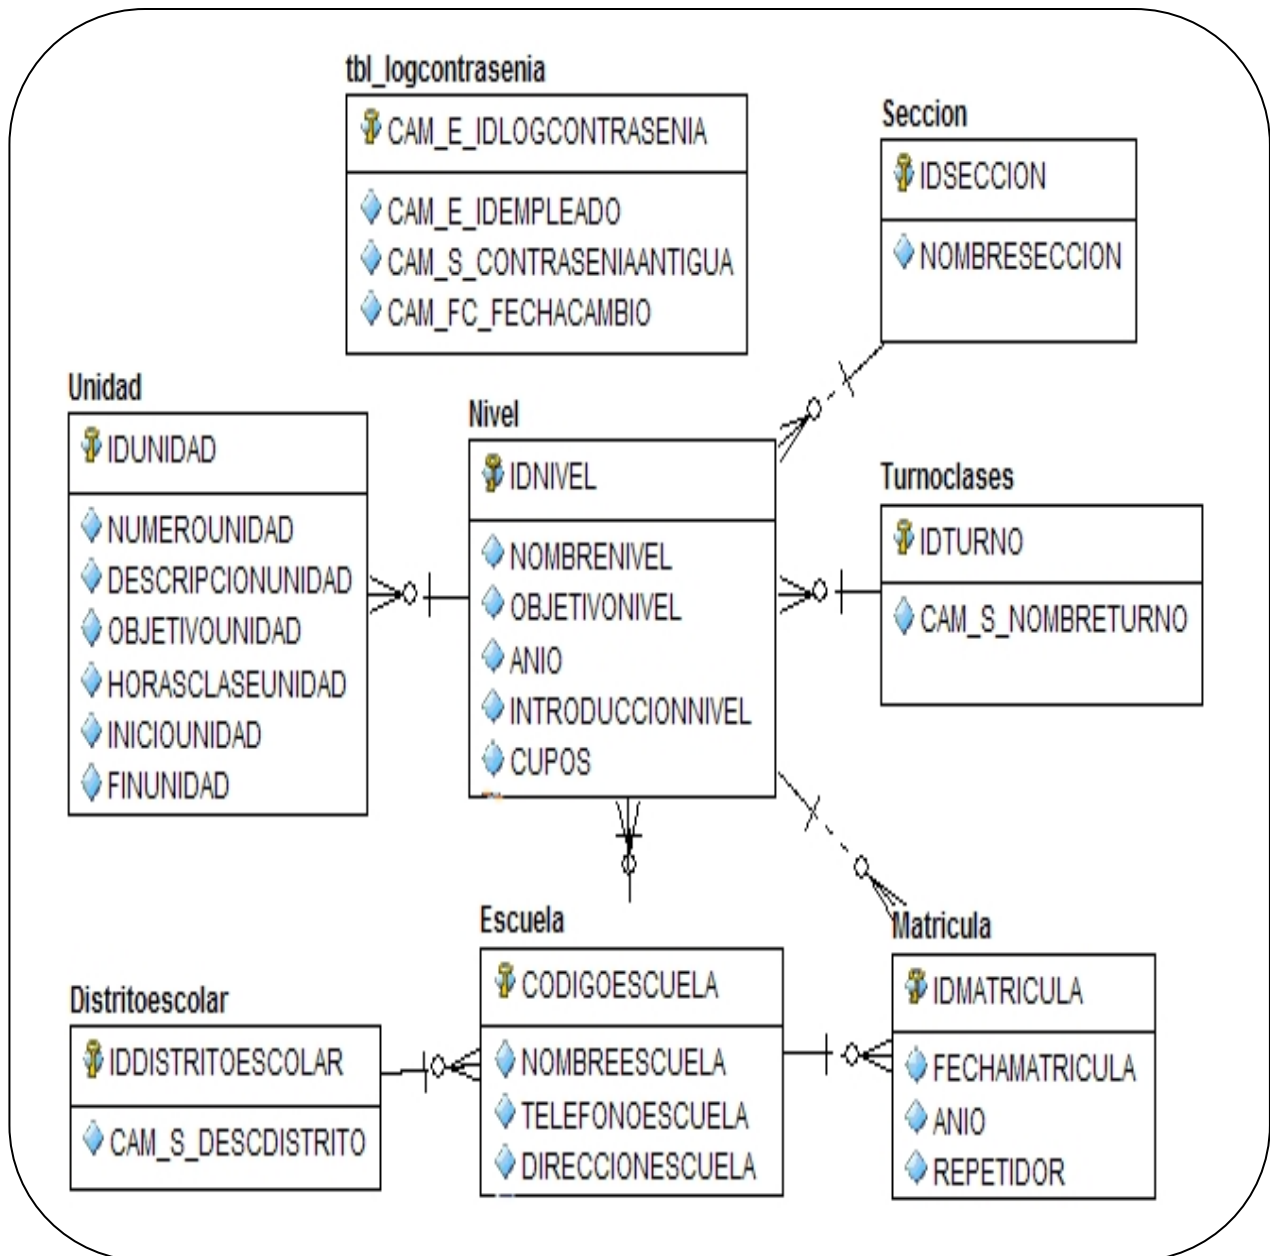 tbl_logcontrasenia
CAM_E_IDLOGCONTRASENIA
CAM_E_IDEMPLEADO
CAM_S_CONTRASENIAANTIGUA
CAM_FC_FECHACAMBIO
Seccion
IDSECCION
NOMBRESECCION
Unidad
IDUNIDAD
NUMEROUNIDAD
DESCRIPCIONUNIDAD
OBJETIVOUNIDAD
HORASCLASEUNIDAD
INICIOUNIDAD
FINUNIDAD
Nivel
IDNIVEL
NOMBRENIVEL
OBJETIVONIVEL
ANIO
INTRODUCCIONNIVEL
CUPOS
Turnoclases
IDTURNO
CAM_S_NOMBRETURNO
Distritoescolar
IDDISTRITOESCOLAR
CAM_S_DESCDISTRITO
Escuela
CODIGOESCUELA
NOMBREESCUELA
TELEFONOESCUELA
DIRECCIONESCUELA
Matricula
IDMATRICULA
FECHAMATRICULA
ANIO
REPETIDOR